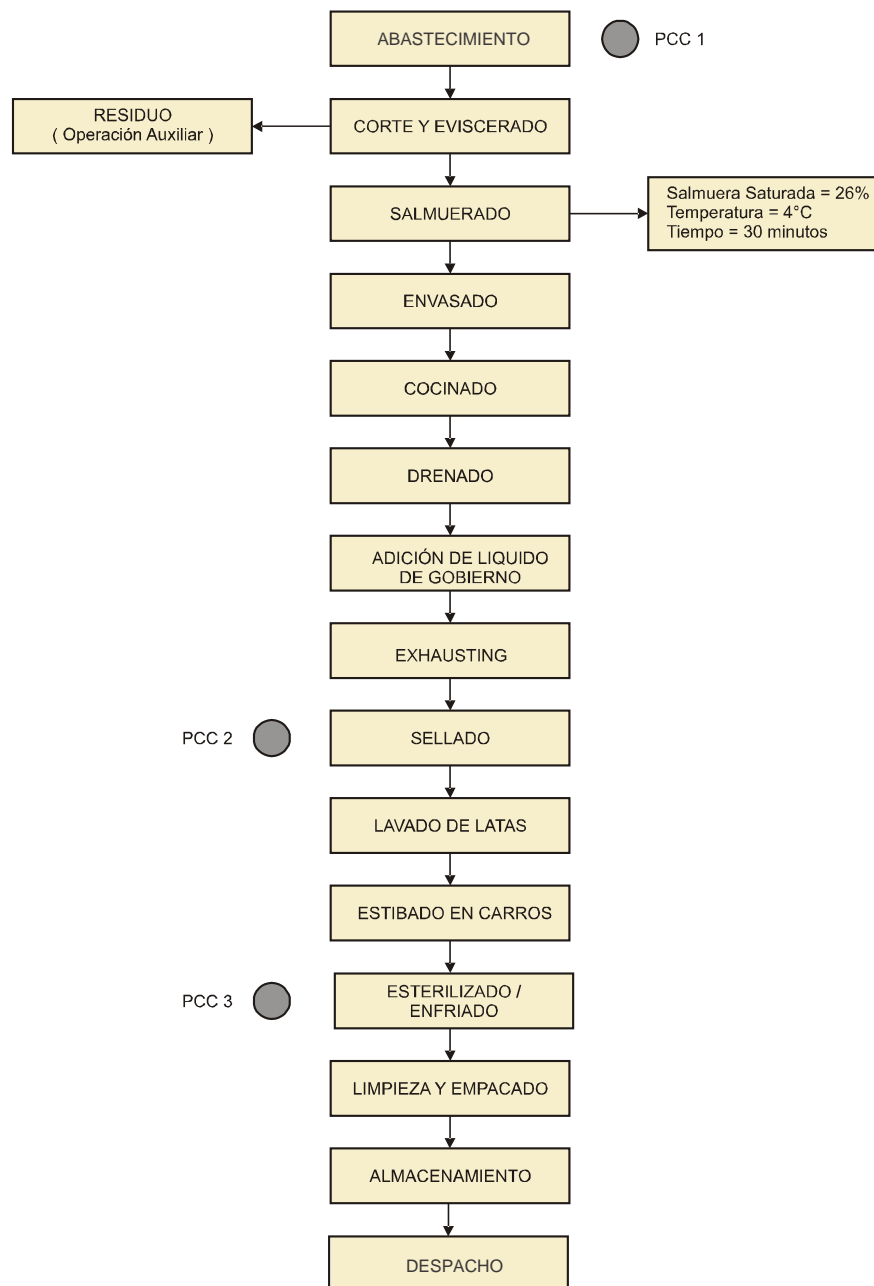 ABASTECIMIENTO
PCC 1
RESIDUO
( Operación Auxiliar )
CORTE Y EVISCERADO
SALMUERADO
Salmuera Saturada = 26%
Temperatura = 4°C
Tiempo = 30 minutos
ENVASADO
COCINADO
DRENADO
ADICIÓN DE LIQUIDO
DE GOBIERNO
EXHAUSTING
PCC 2
SELLADO
LAVADO DE LATAS
ESTIBADO EN CARROS
PCC 3
ESTERILIZADO /
ENFRIADO
LIMPIEZA Y EMPACADO
ALMACENAMIENTO
DESPACHO